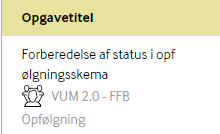 Opgavetitel
Forberedelse af status i opf
ølgningsskema
VUM 2.0 - FFB
Opfølgning